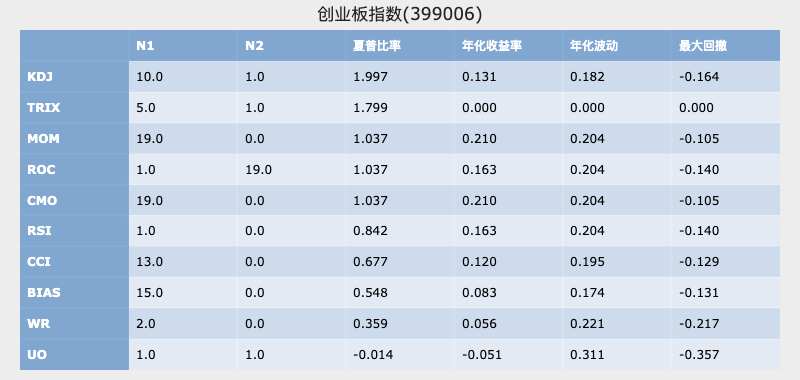 创业板指数(399006)
N1 N2 夏普比率 年化收益率 年化波动 最大回撤
KDJ 10.0 1.0 1.997 0.131 0.182 -0.164
TRIX 5.0 1.0 1.799 0.000 0.000 0.000
MOM 19.0 0.0 1.037 0.210 0.204 -0.105
ROC 1.0 19.0 1.037 0.163 0.204 -0.140
CMO 19.0 0.0 1.037 0.210 0.204 -0.105
RSI 1.0 0.0 0.842 0.163 0.204 -0.140
CCI 13.0 0.0 0.677 0.120 0.195 -0.129
BIAS 15.0 0.0 0.548 0.083 0.174 -0.131
WR 2.0 0.0 0.359 0.056 0.221 -0.217
UO 1.0 1.0 -0.014 -0.051 0.311 -0.357